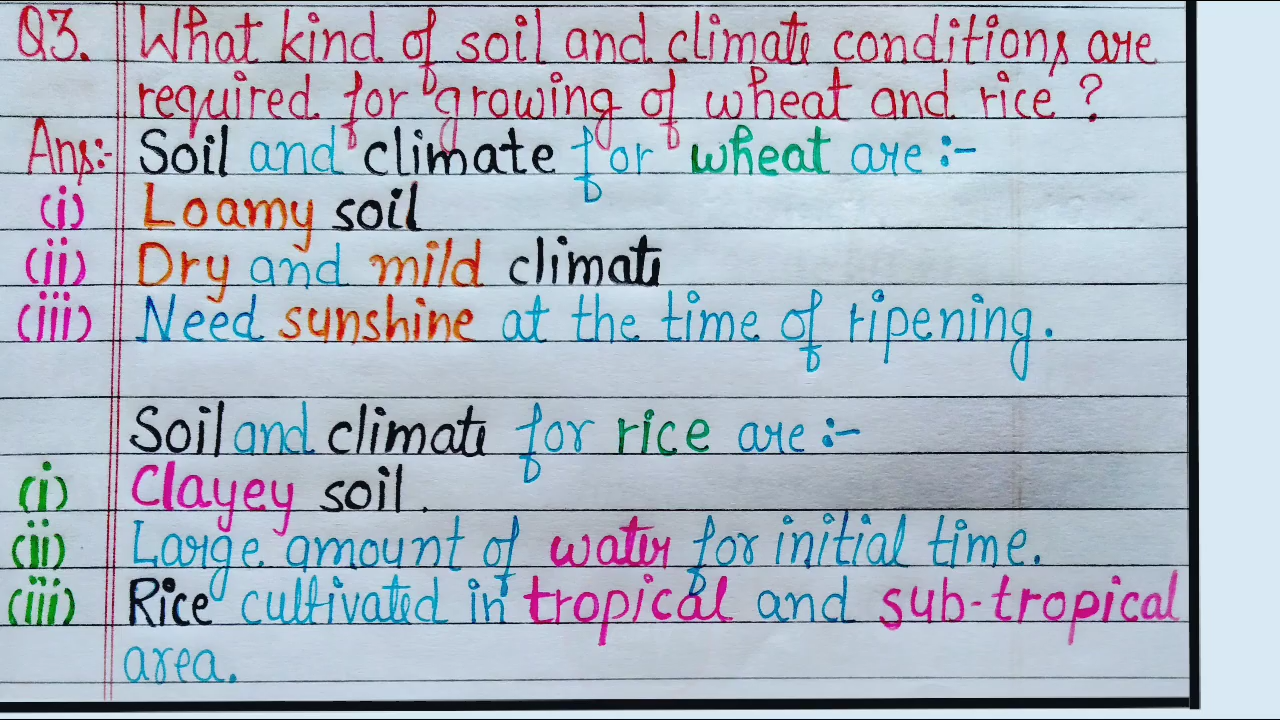 Q3. What kind of soil and climate conditions are
required for growing of wheat and rice ?
Ans:- Soil and climate for wheat are :-
(i) Loamy soil
(ii) Dry and mild climate
(iii) Need sunshine at the time of ripening.
Soil and climate for rice are :-
(i) Clayey soil.
(ii) Large amount of water for initial time.
(iii) Rice cultivated in tropical and sub-tropical
area.